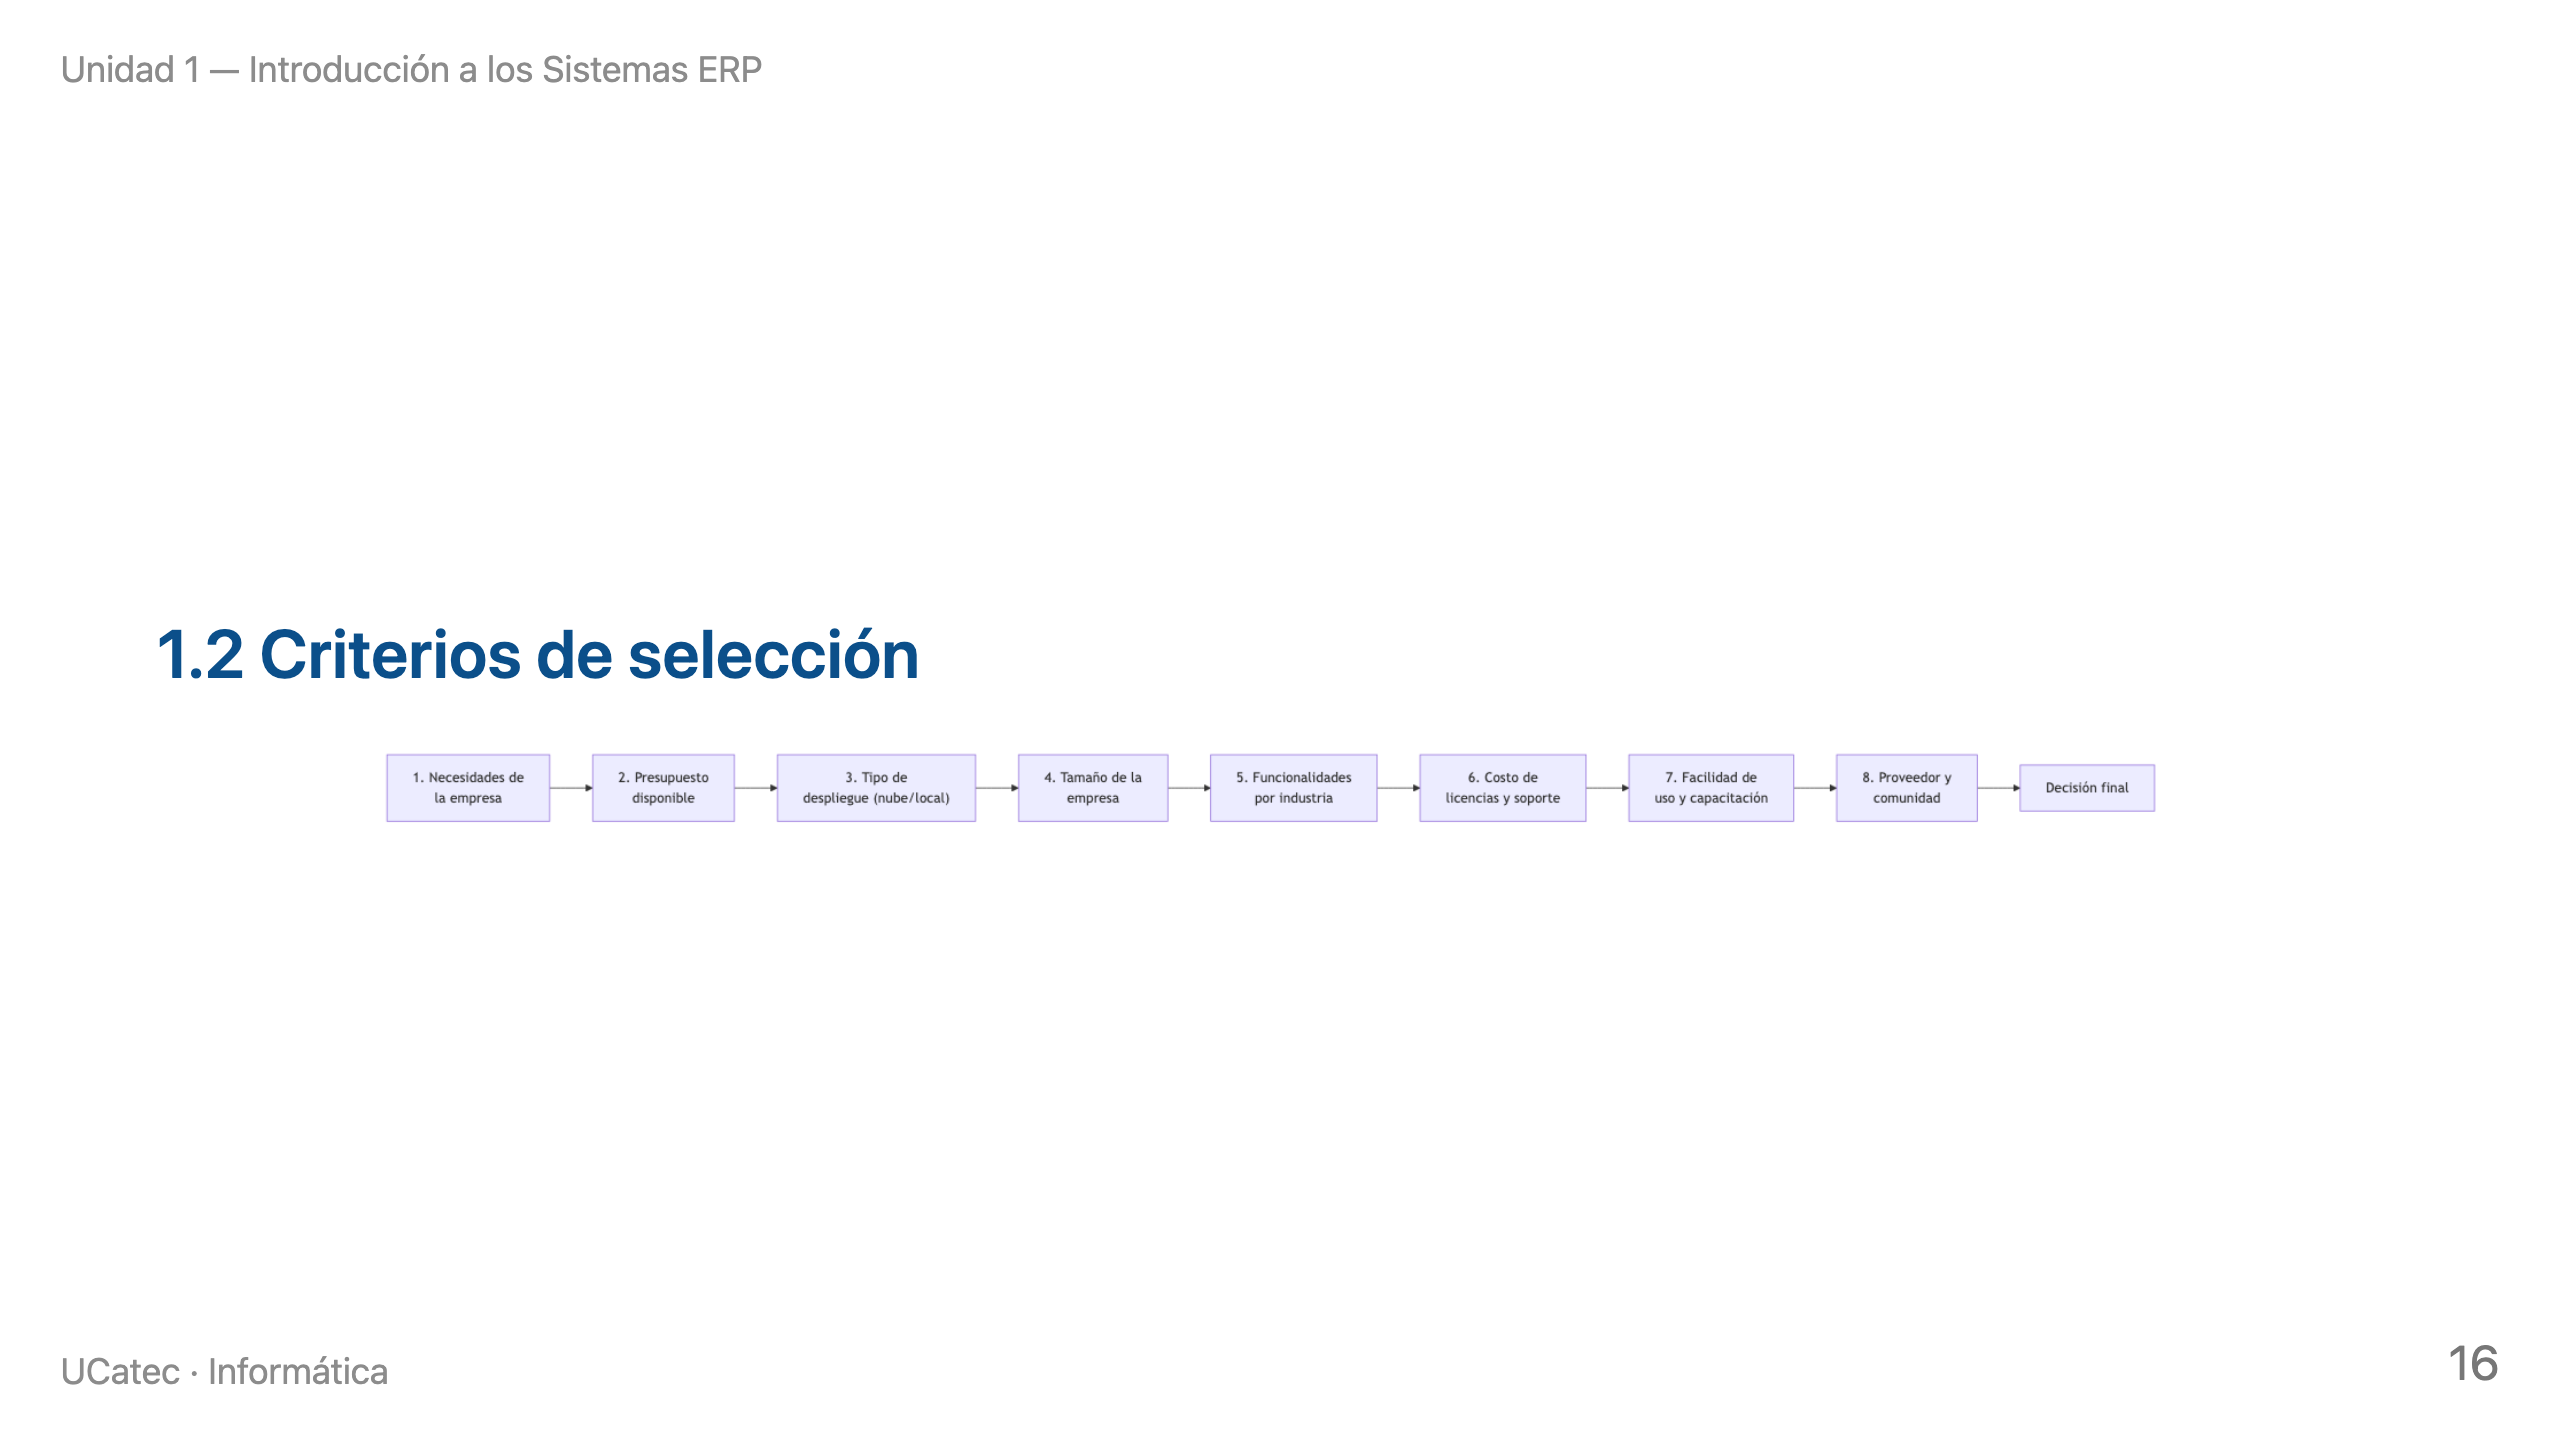 Unidad 1 — Introducción a los Sistemas ERP
1.2 Criterios de selección
1. Necesidades de
la empresa
2. Presupuesto
disponible
3. Tipo de
despliegue (nube/local)
4. Tamaño de la
empresa
5. Funcionalidades
por industria
6. Costo de
licencias y soporte
7. Facilidad de
uso y capacitación
8. Proveedor y
comunidad
Decisión final
UCatec · Informática
16